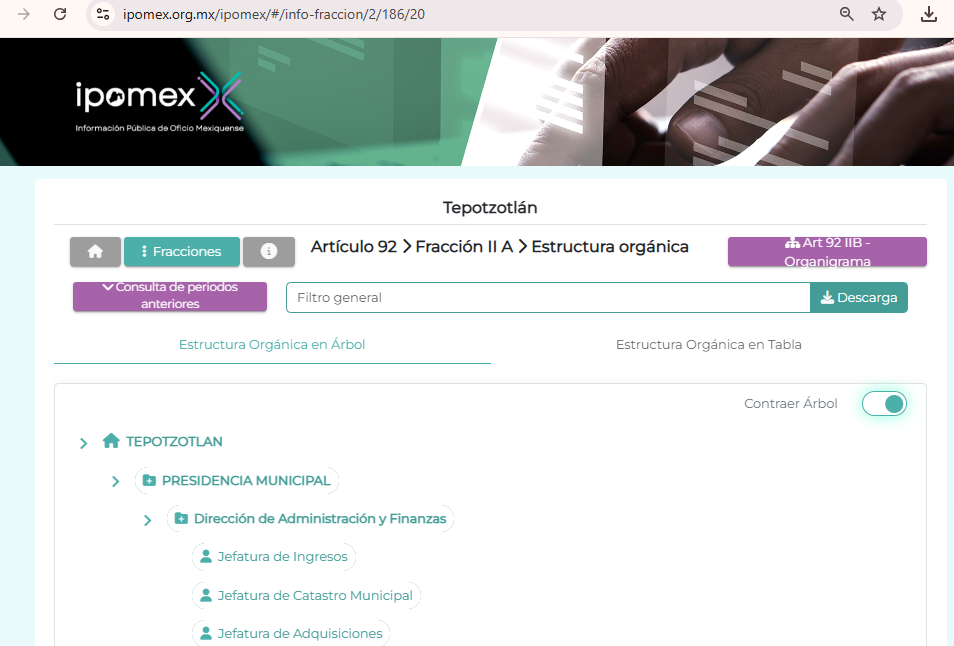 ipomex.org.mx/ipomex/#/info-fraccion/2/186/20
ipomex
Información Pública de Oficio Mexiquense
Tepotzotlán
Fracciones
Artículo 92 > Fracción II A > Estructura orgánica
Art 92 IIB -
Organigrama
Consulta de periodos
anteriores
Filtro general
Descarga
Estructura Orgánica en Árbol
Estructura Orgánica en Tabla
Contraer Árbol
TEPOTZOTLAN
PRESIDENCIA MUNICIPAL
Dirección de Administración y Finanzas
Jefatura de Ingresos
Jefatura de Catastro Municipal
Jefatura de Adquisiciones